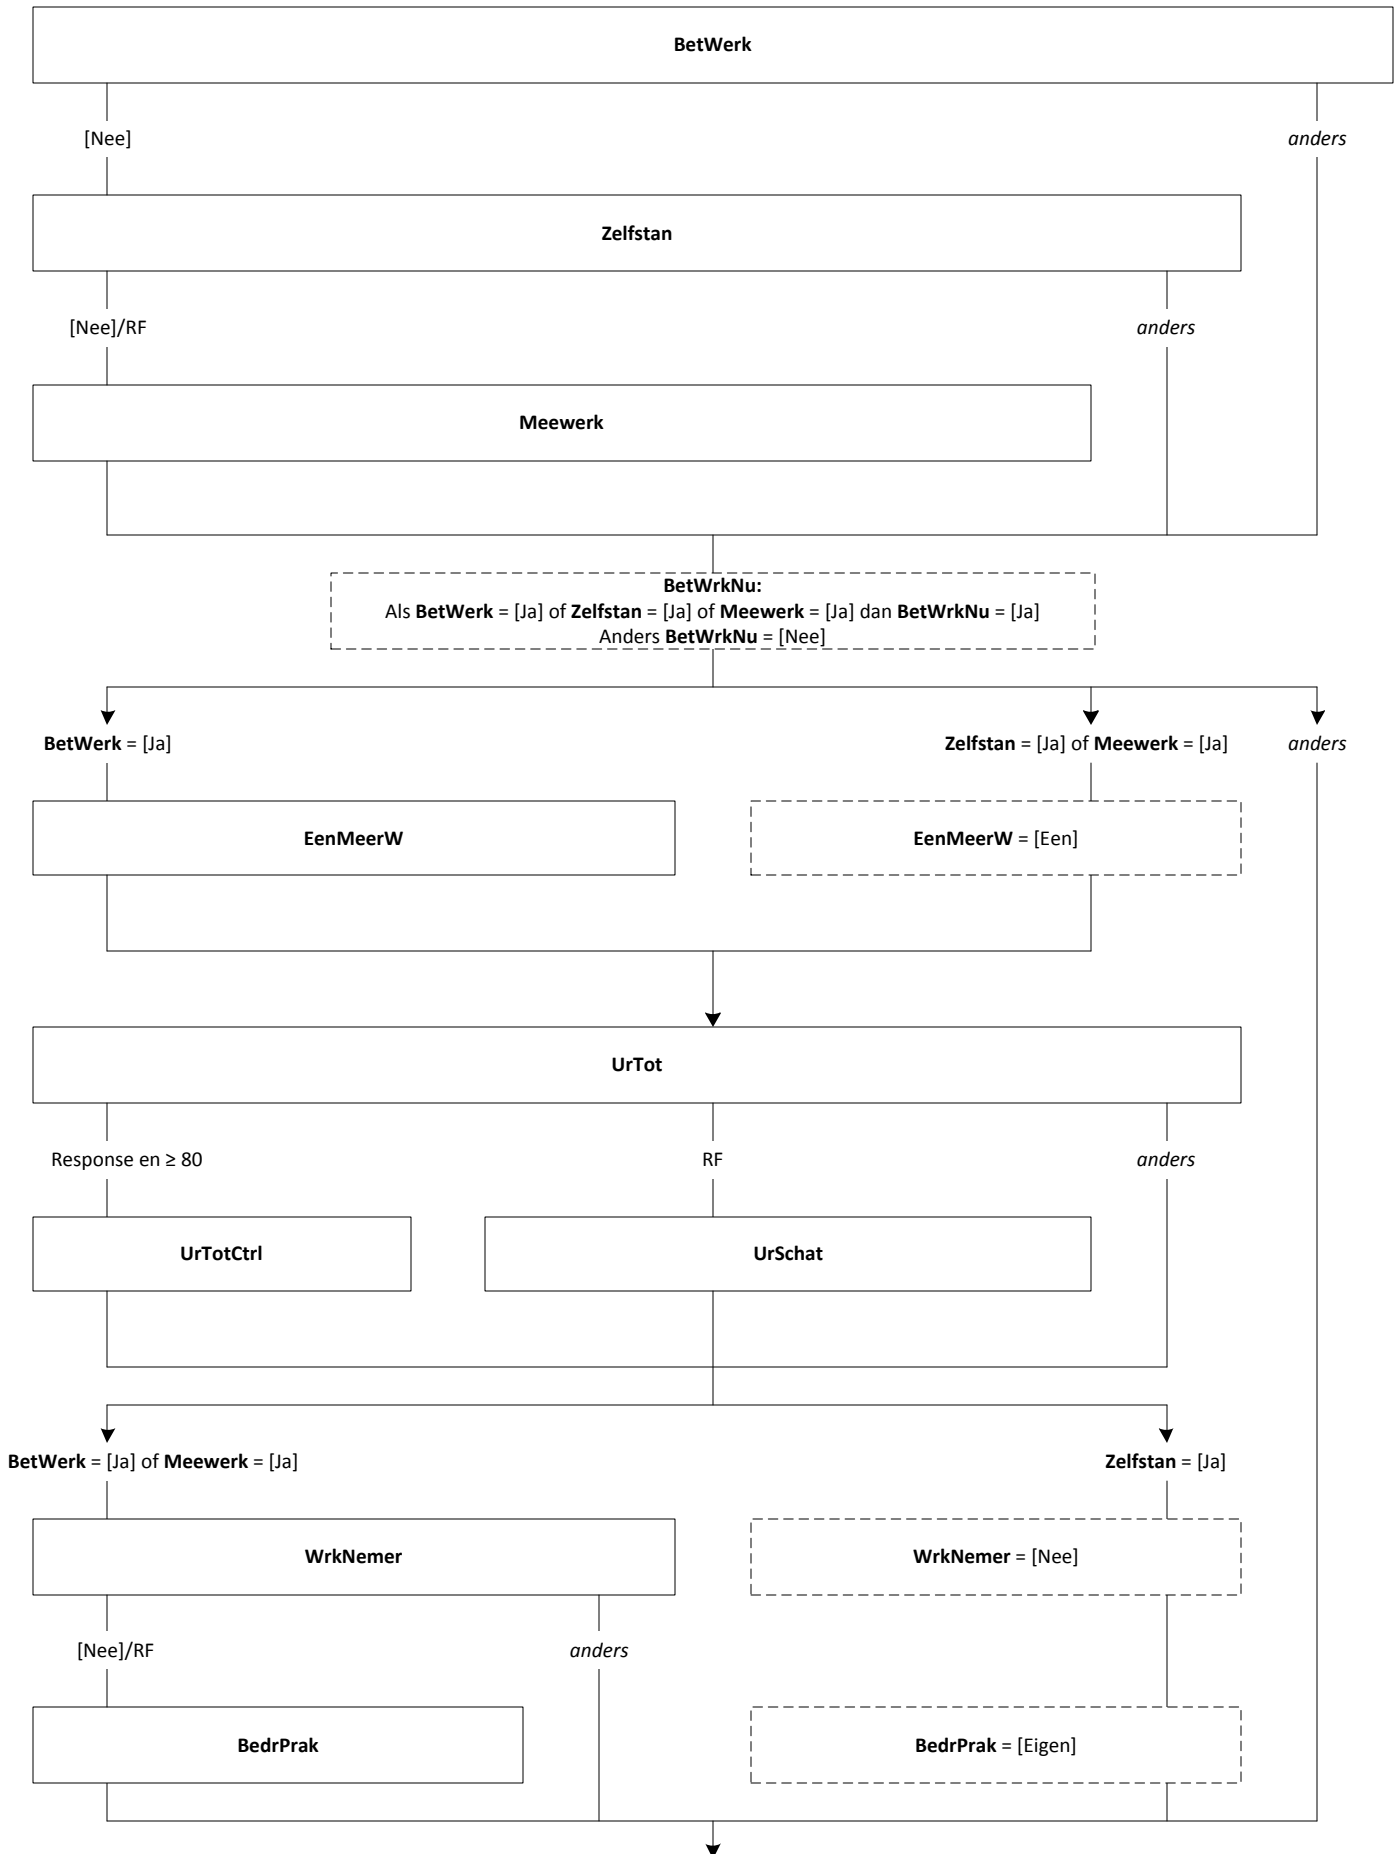 BetWerk
[Nee]
anders
Zelfstan
[Nee]/RF
anders
Meewerk
BetWrkNu:
Als BetWerk = [Ja] of Zelfstan = [Ja] of Meewerk = [Ja] dan BetWrkNu = [Ja]
Anders BetWrkNu = [Nee]
BetWerk = [Ja]
Zelfstan = [Ja] of Meewerk = [Ja]
anders
EenMeerW
EenMeerW = [Een]
UrTot
Response en ≥ 80
RF
anders
UrTotCtrl
UrSchat
BetWerk = [Ja] of Meewerk = [Ja]
Zelfstan = [Ja]
WrkNemer
WrkNemer = [Nee]
[Nee]/RF
anders
BedrPrak
BedrPrak = [Eigen]